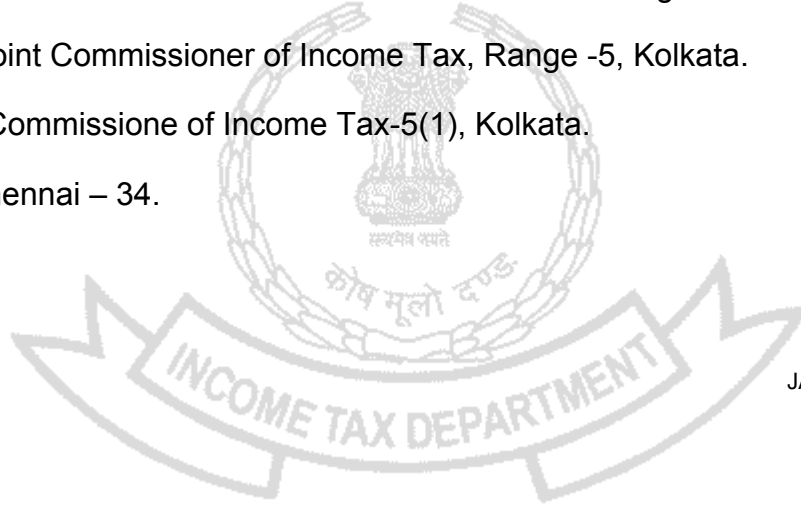 oint Commissioner of Income Tax, Range -5, Kolkata.
Commissione of Income Tax-5(1), Kolkata.
ennai – 34.
सत्यमेव जयते
कोष मूलो दण्ड:
INCOME TAX DEPARTMENT